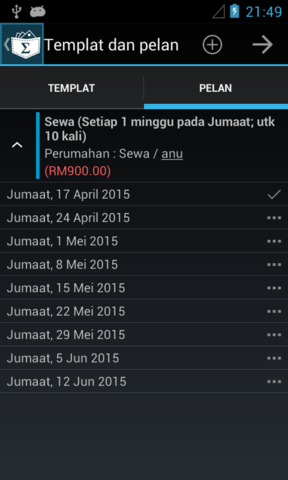 21:49
Templat dan pelan
TEMPLAT
PELAN
Sewa (Setiap 1 minggu pada Jumaat; utk
10 kali)
Perumahan : Sewa / anu
(RM900.00)
Jumaat, 17 April 2015
Jumaat, 24 April 2015
Jumaat, 1 Mei 2015
Jumaat, 8 Mei 2015
Jumaat, 15 Mei 2015
Jumaat, 22 Mei 2015
Jumaat, 29 Mei 2015
Jumaat, 5 Jun 2015
Jumaat, 12 Jun 2015